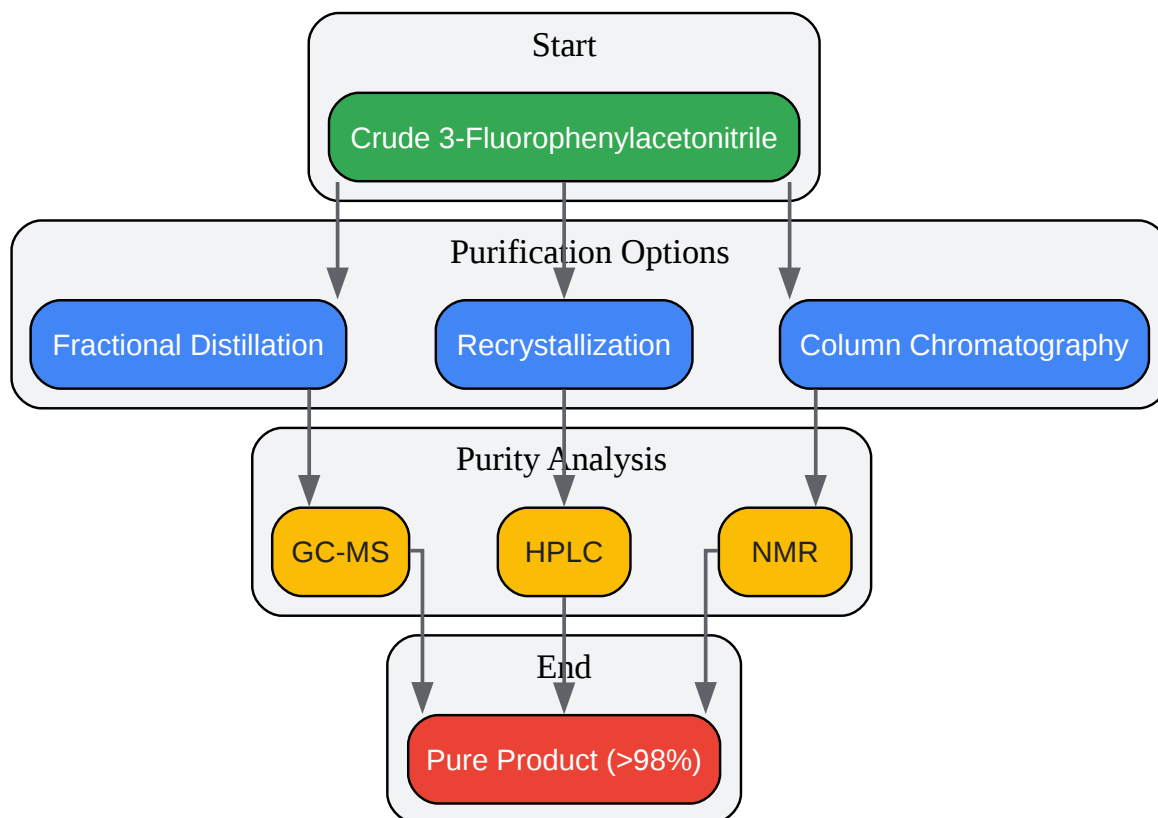 Start
Crude 3-Fluorophenylacetonitrile
Purification Options
Fractional Distillation
Recrystallization
Column Chromatography
Purity Analysis
GC-MS
HPLC
NMR
End
Pure Product (>98%)